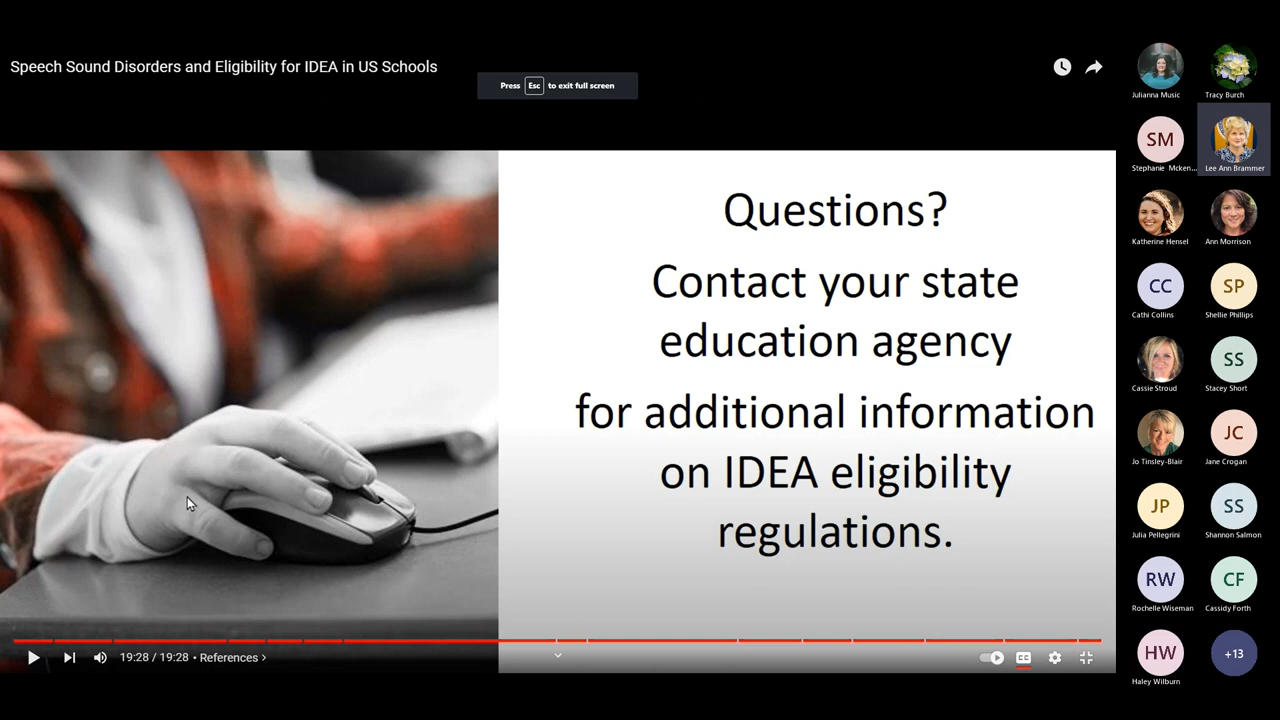 Speech Sound Disorders and Eligibility for IDEA in US Schools
Press Esc to exit full screen
Questions?
Contact your state
education agency
for additional information
on IDEA eligibility
regulations.
19:28 / 19:28 • References >
CC
Julianna Music
Tracy Burch
SM
Stephanie Mcken...
Lee Ann Brammer
Katherine Hensel
Ann Morrison
CC
SP
Cathi Collins
Shellie Phillips
SS
Cassie Stroud
Stacey Short
JC
Jo Tinsley-Blair
Jane Crogan
JP
SS
Julia Pellegrini
Shannon Salmon
RW
CF
Rochelle Wiseman
Cassidy Forth
HW
+13
Haley Wilburn